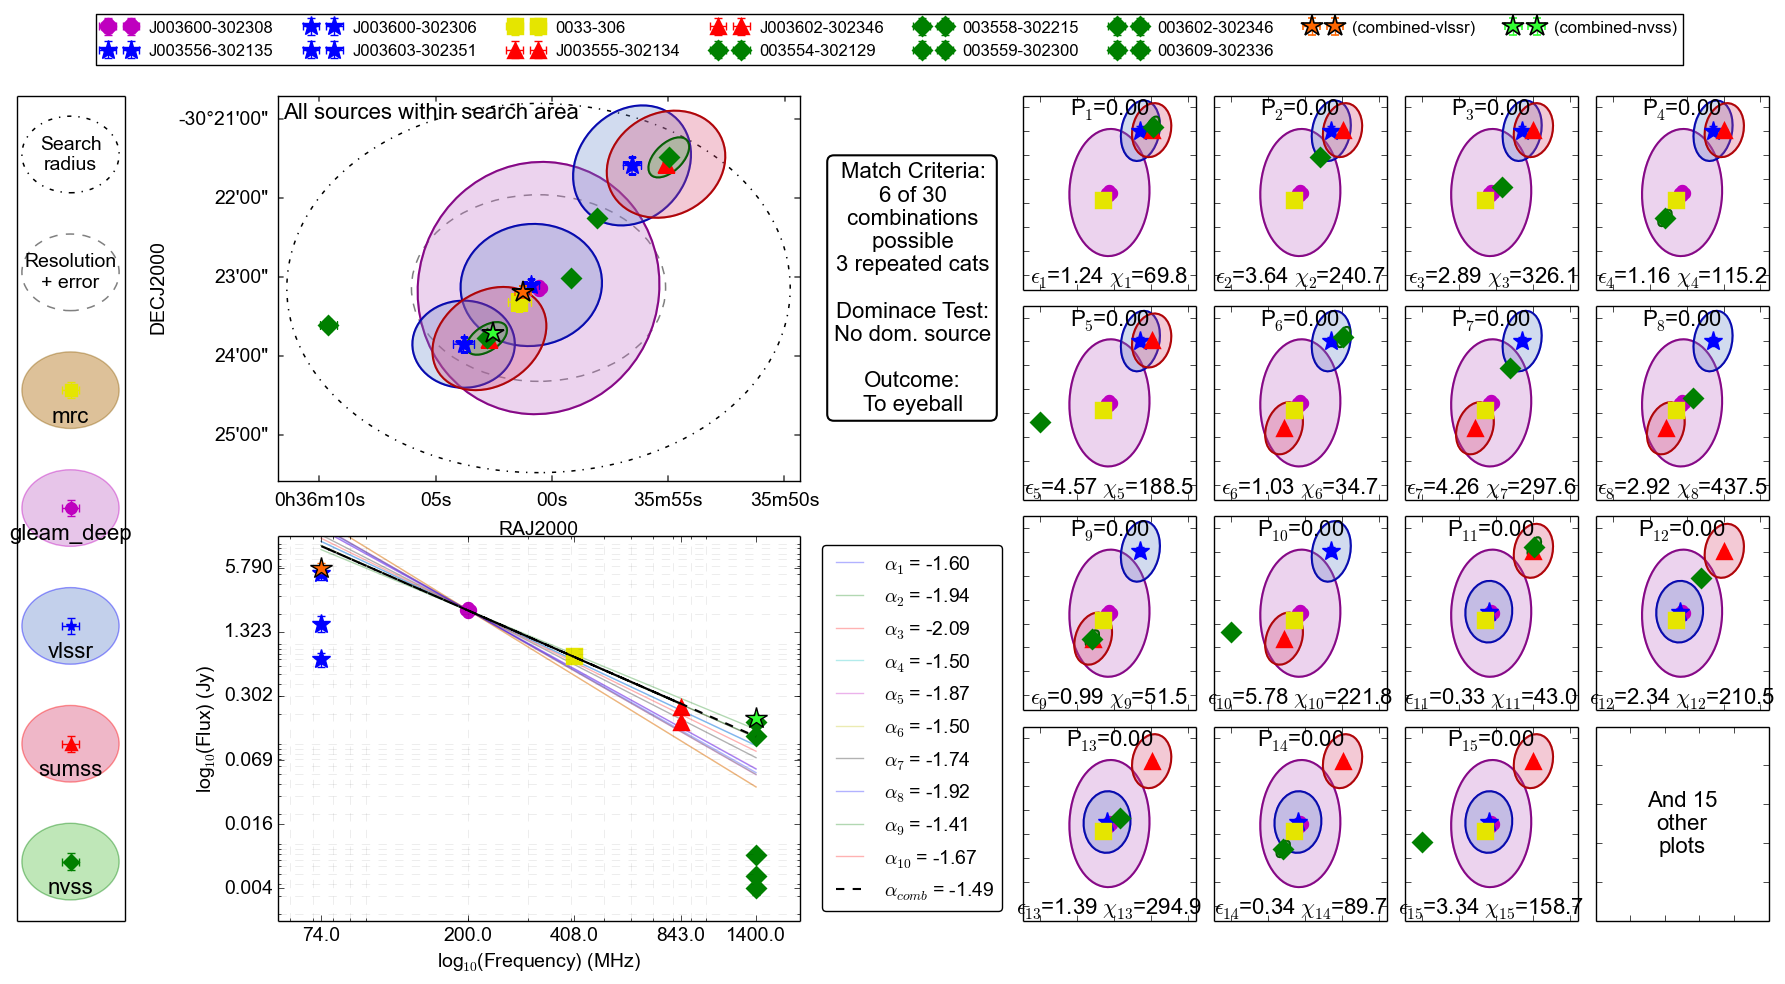 J003600-302308
J003600-302306
0033-306
J003602-302346
003558-302215
003602-302346
(combined-vlssr)
(combined-nvss)
J003556-302135
J003603-302351
J003555-302134
003554-302129
003559-302300
003609-302336
Search
radius
Resolution
+ error
mrc
gleam_deep
vlssr
sumss
nvss
All sources within search area
DECJ2000
-30°21'00"
22'00"
23'00"
24'00"
25'00"
0h36m10s
05s
00s
35m55s
35m50s
RAJ2000
Match Criteria:
6 of 30
combinations
possible
3 repeated cats
Dominace Test:
No dom. source
Outcome:
To eyeball
log10(Flux) (Jy)
5.790
1.323
0.302
0.069
0.016
0.004
74.0
200.0
408.0
843.0
1400.0
log10(Frequency) (MHz)
α1 = -1.60
α2 = -1.94
α3 = -2.09
α4 = -1.50
α5 = -1.87
α6 = -1.50
α7 = -1.74
α8 = -1.92
α9 = -1.41
α10 = -1.67
αcomb = -1.49
P1=0.00
ϵ1=1.24 χ1=69.8
P2=0.00
ϵ2=3.64 χ2=240.7
P3=0.00
ϵ3=2.89 χ3=326.1
P4=0.00
ϵ4=1.16 χ4=115.2
P5=0.00
ϵ5=4.57 χ5=188.5
P6=0.00
ϵ6=1.03 χ6=34.7
P7=0.00
ϵ7=4.26 χ7=297.6
P8=0.00
ϵ8=2.92 χ8=437.5
P9=0.00
ϵ9=0.99 χ9=51.5
P10=0.00
ϵ10=5.78 χ10=221.8
P11=0.00
ϵ11=0.33 χ11=43.0
P12=0.00
ϵ12=2.34 χ12=210.5
P13=0.00
ϵ13=1.39 χ13=294.9
P14=0.00
ϵ14=0.34 χ14=89.7
P15=0.00
ϵ15=3.34 χ15=158.7
And 15
other
plots